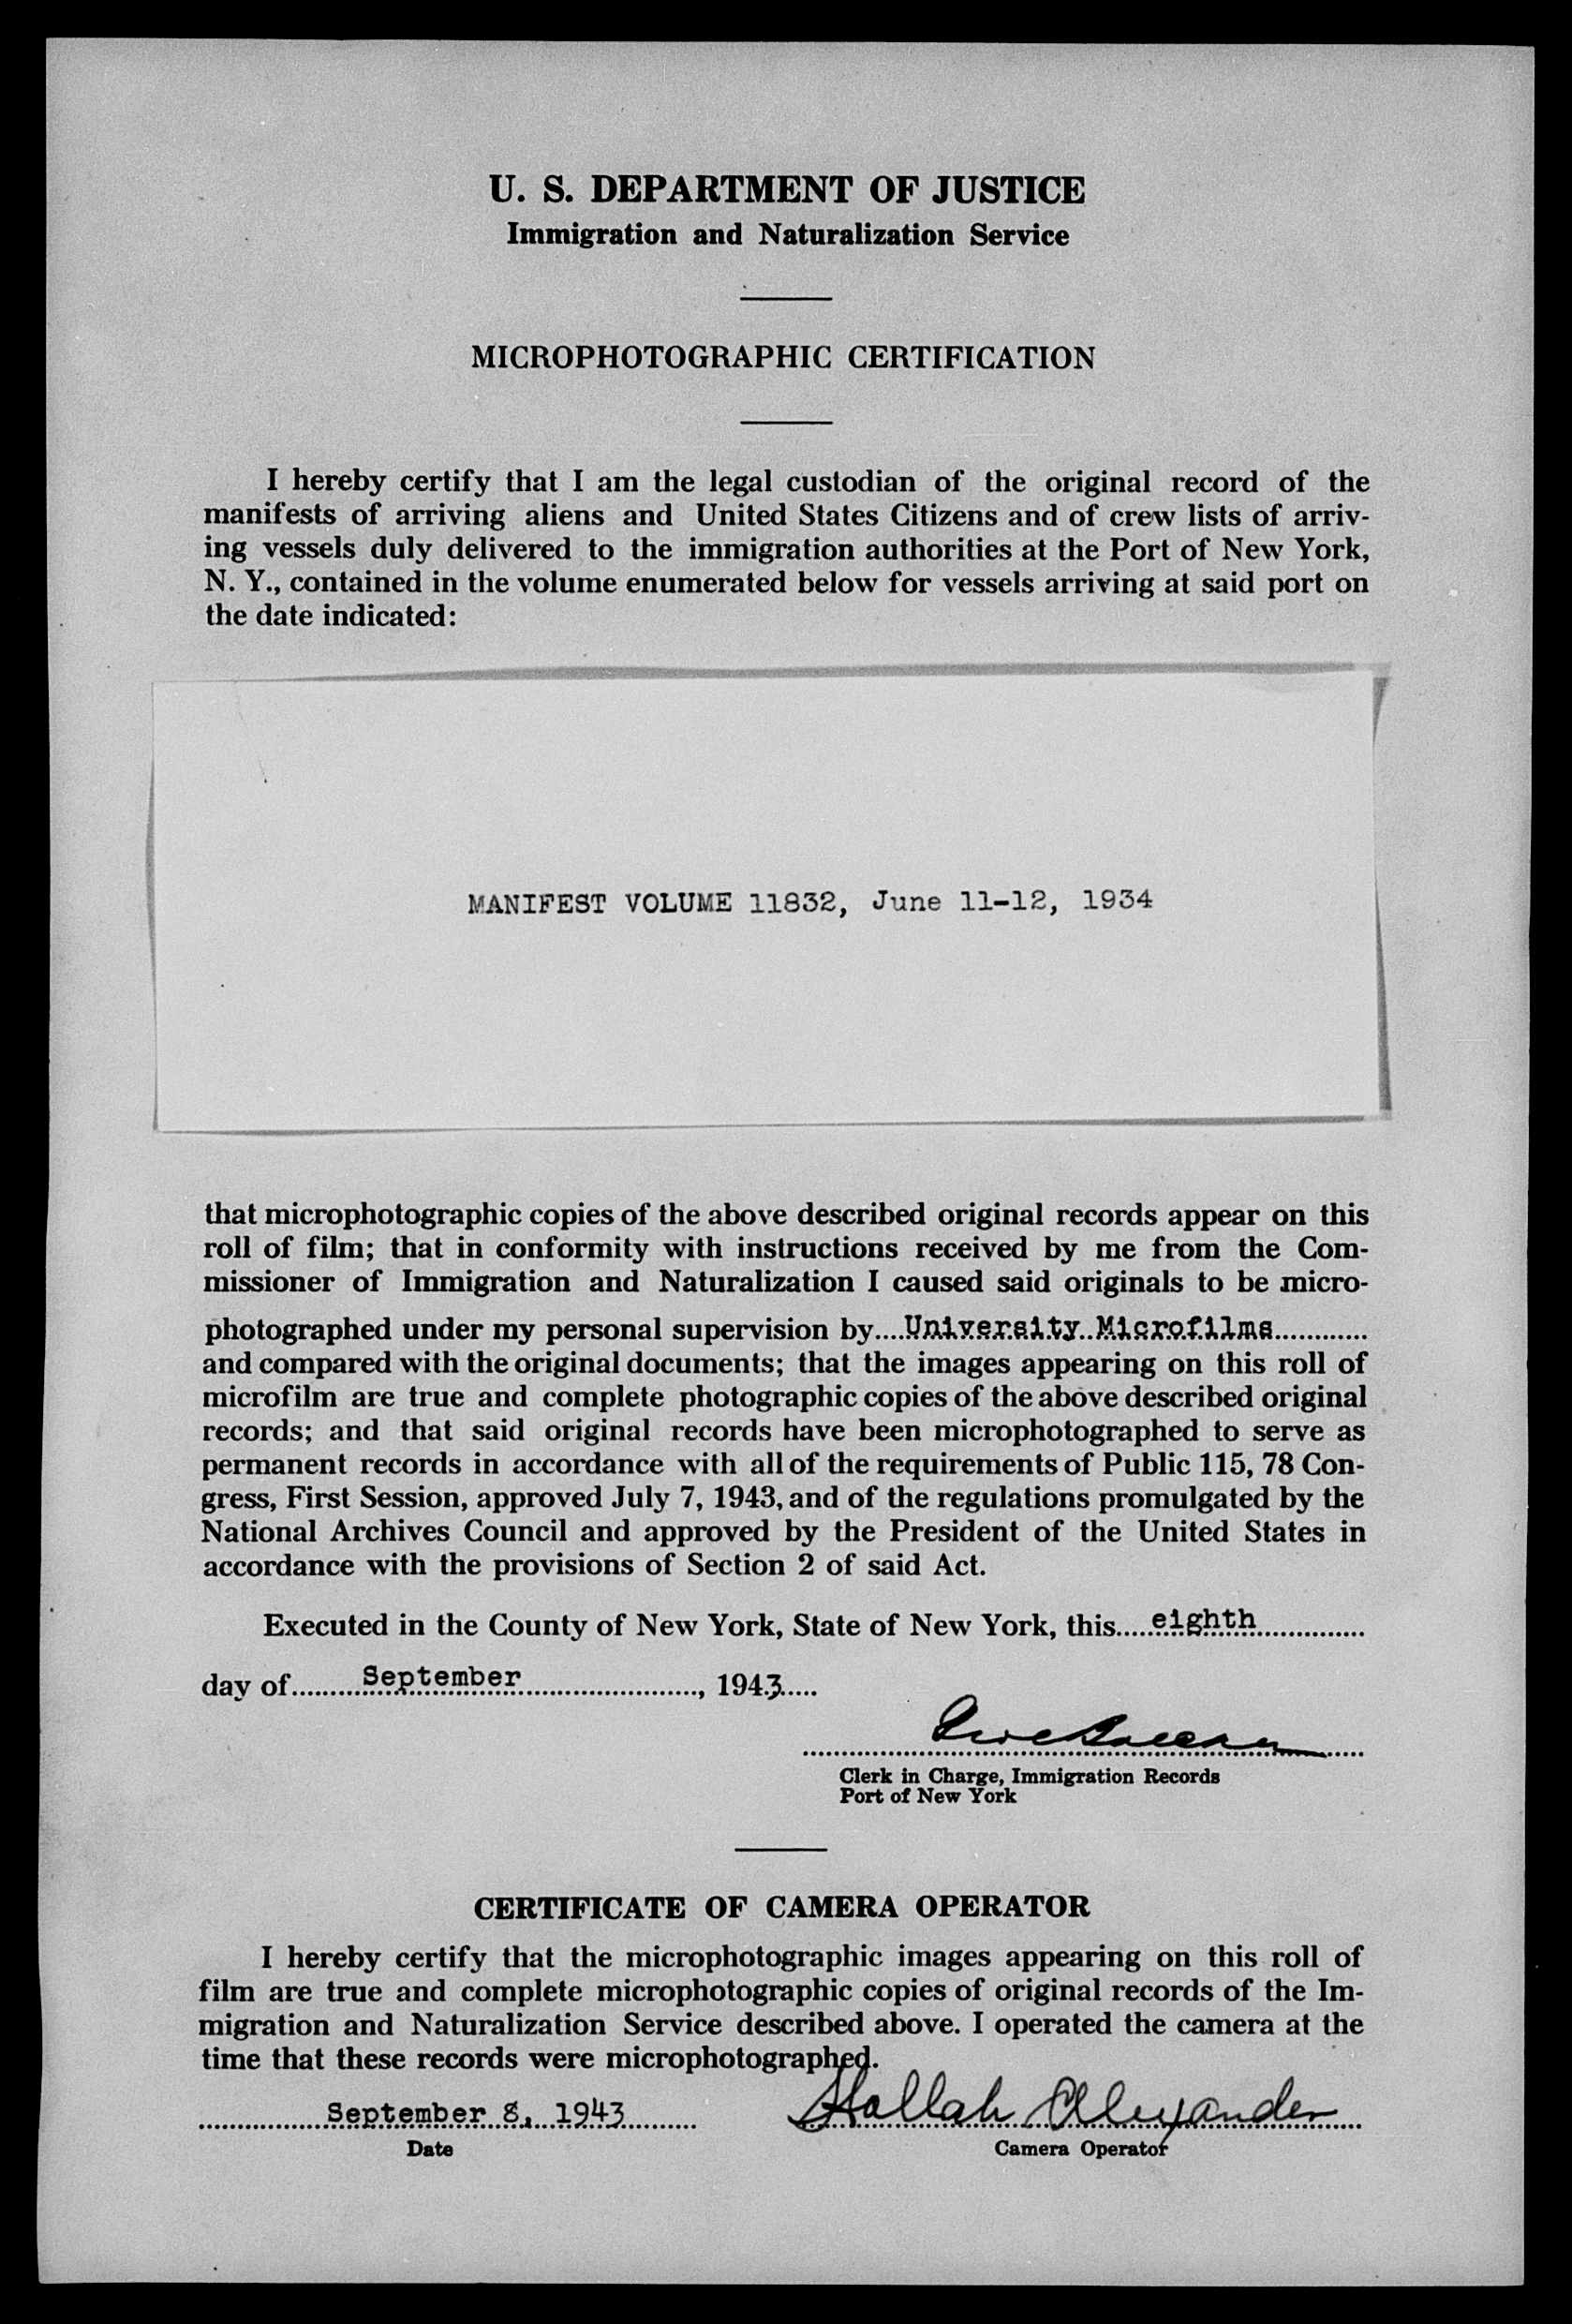 U. S. DEPARTMENT OF JUSTICE
Immigration and Naturalization Service
MICROPHOTOGRAPHIC CERTIFICATION
I hereby certify that I am the legal custodian of the original record of the
manifests of arriving aliens and United States Citizens and of crew lists of arriv-
ing vessels duly delivered to the immigration authorities at the Port of New York,
N. Y., contained in the volume enumerated below for vessels arriving at said port on
the date indicated:
MANIFEST VOLUME 11832, June 11-12, 1934
that microphotographic copies of the above described original records appear on this
roll of film; that in conformity with instructions received by me from the Com-
missioner of Immigration and Naturalization I caused said originals to be micro-
photographed under my personal supervision by....University Microfilms............
and compared with the original documents; that the images appearing on this roll of
microfilm are true and complete photographic copies of the above described original
records; and that said original records have been microphotographed to serve as
permanent records in accordance with all of the requirements of Public 115, 78 Con-
gress, First Session, approved July 7, 1943, and of the regulations promulgated by the
National Archives Council and approved by the President of the United States in
accordance with the provisions of Section 2 of said Act.
Executed in the County of New York, State of New York, this.....eighth...............
day of..........September........................, 1943.....
Clerk in Charge, Immigration Records
Port of New York
CERTIFICATE OF CAMERA OPERATOR
I hereby certify that the microphotographic images appearing on this roll of
film are true and complete microphotographic copies of original records of the Im-
migration and Naturalization Service described above. I operated the camera at the
time that these records were microphotographed.
September 8, 1943 Hallah Alexander
Date Camera Operator